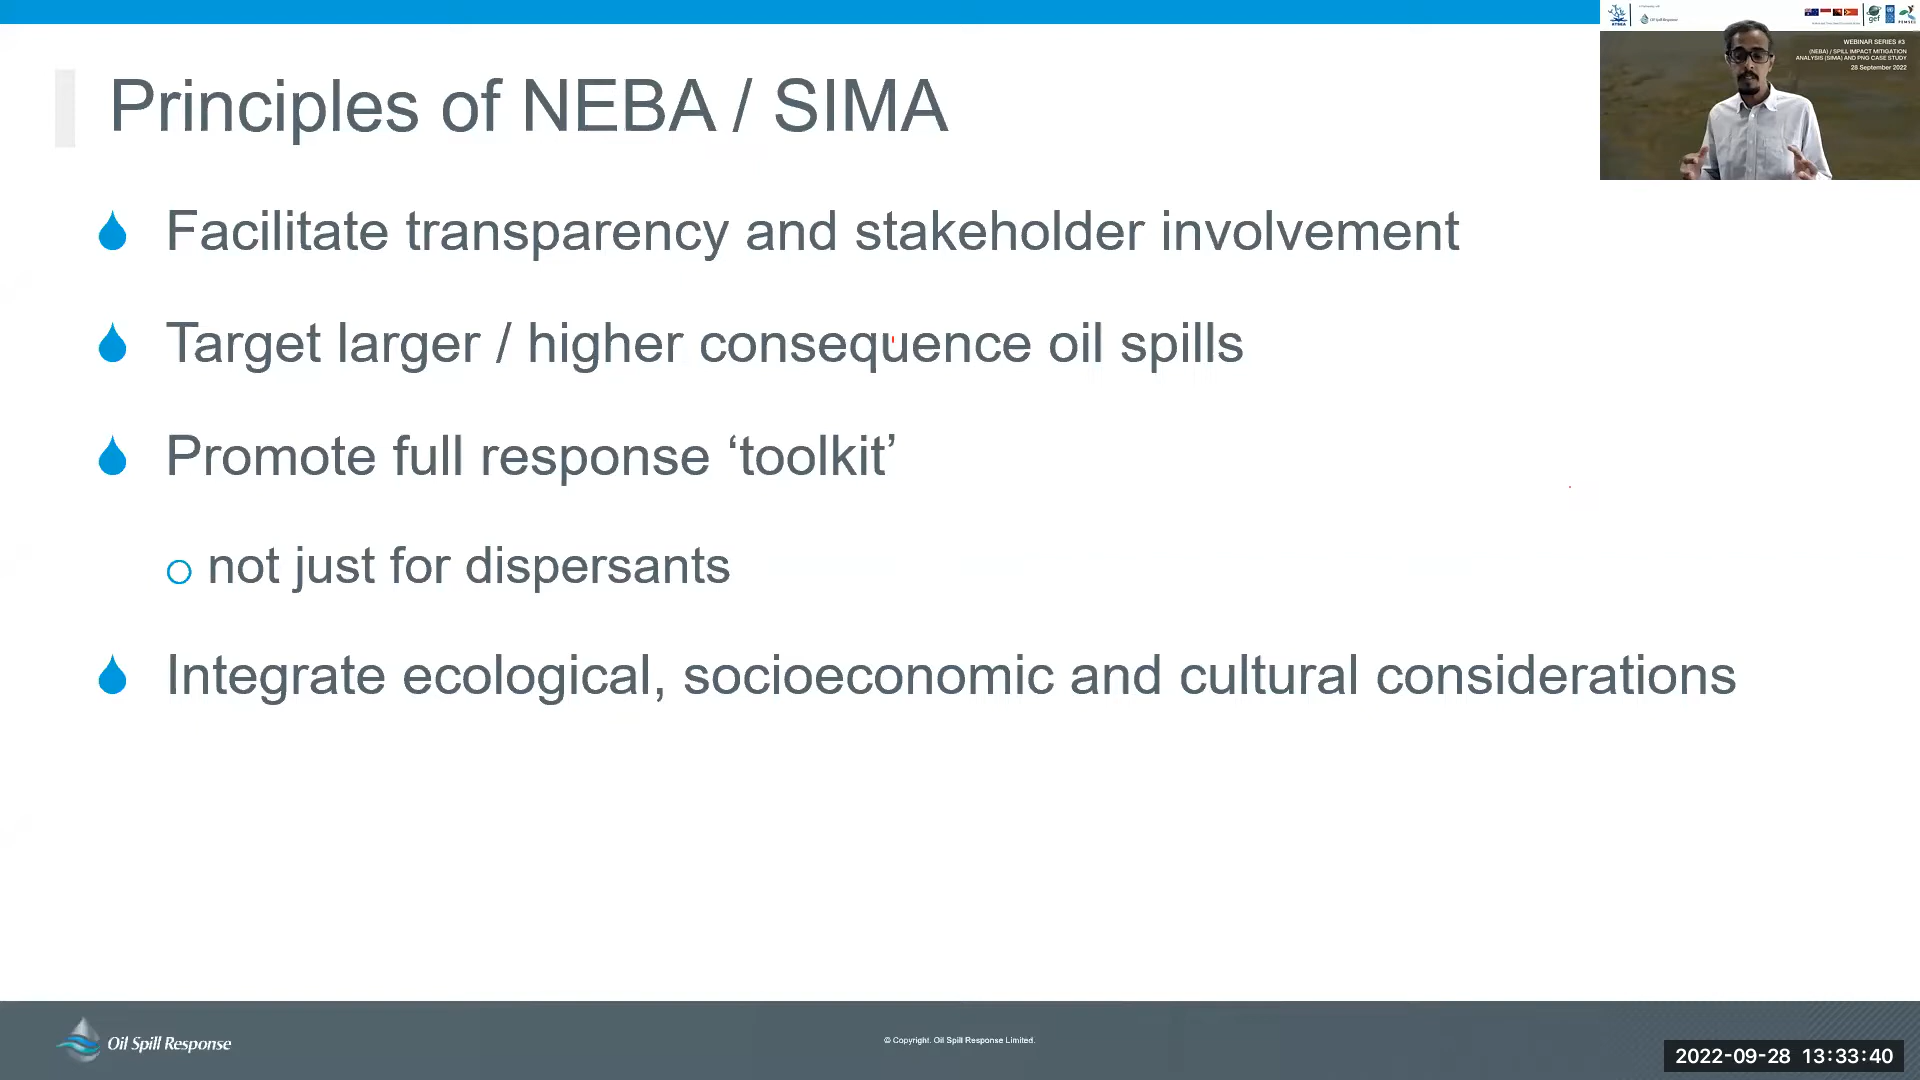 WEBINAR SERIES #3
(NEBA) / SPILL IMPACT MITIGATION
ANALYSIS (SIMA) AND PNG CASE STUDY
28 September 2022
Principles of NEBA / SIMA
Facilitate transparency and stakeholder involvement
Target larger / higher consequence oil spills
Promote full response ‘toolkit’
not just for dispersants
Integrate ecological, socioeconomic and cultural considerations
Oil Spill Response
© Copyright. Oil Spill Response Limited.
2022-09-28 13:33:40